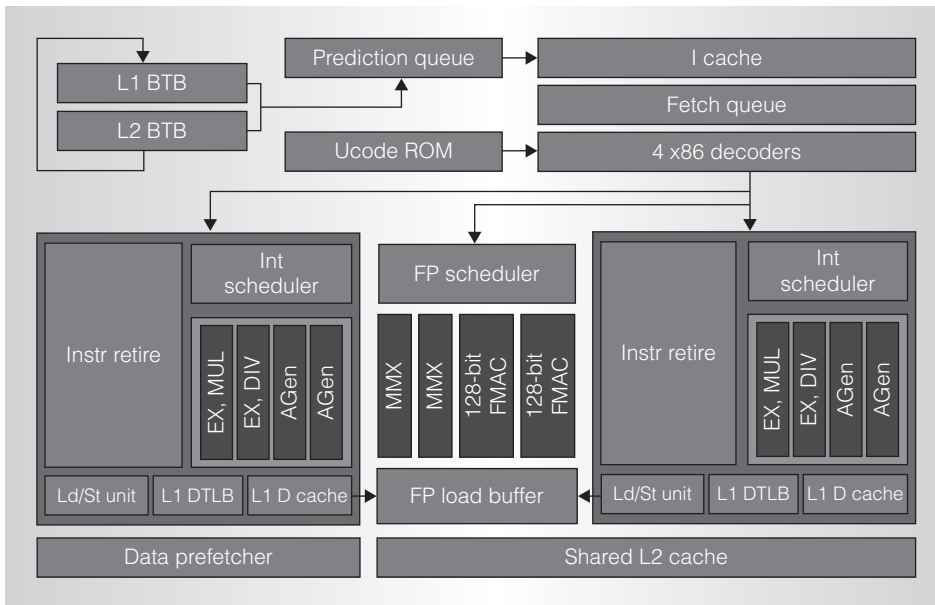 L1 BTB
L2 BTB
Prediction queue
I cache
Fetch queue
Ucode ROM
4 x86 decoders
Instr retire
Int
scheduler
EX, MUL
EX, DIV
AGen
AGen
Ld/St unit
L1 DTLB
L1 D cache
FP scheduler
MMX
MMX
128-bit
FMAC
128-bit
FMAC
FP load buffer
Instr retire
Int
scheduler
EX, MUL
EX, DIV
AGen
AGen
Ld/St unit
L1 DTLB
L1 D cache
Data prefetcher
Shared L2 cache